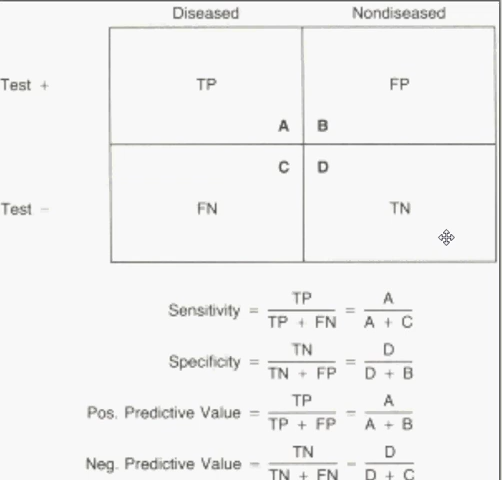 Diseased Nondiseased
Test + TP FP
A B
C D
Test − FN TN
Sensitivity = TP / TP + FN = A / A + C
Specificity = TN / TN + FP = D / D + B
Pos. Predictive Value = TP / TP + FP = A / A + B
Neg. Predictive Value = TN / TN + FN = D / D + C